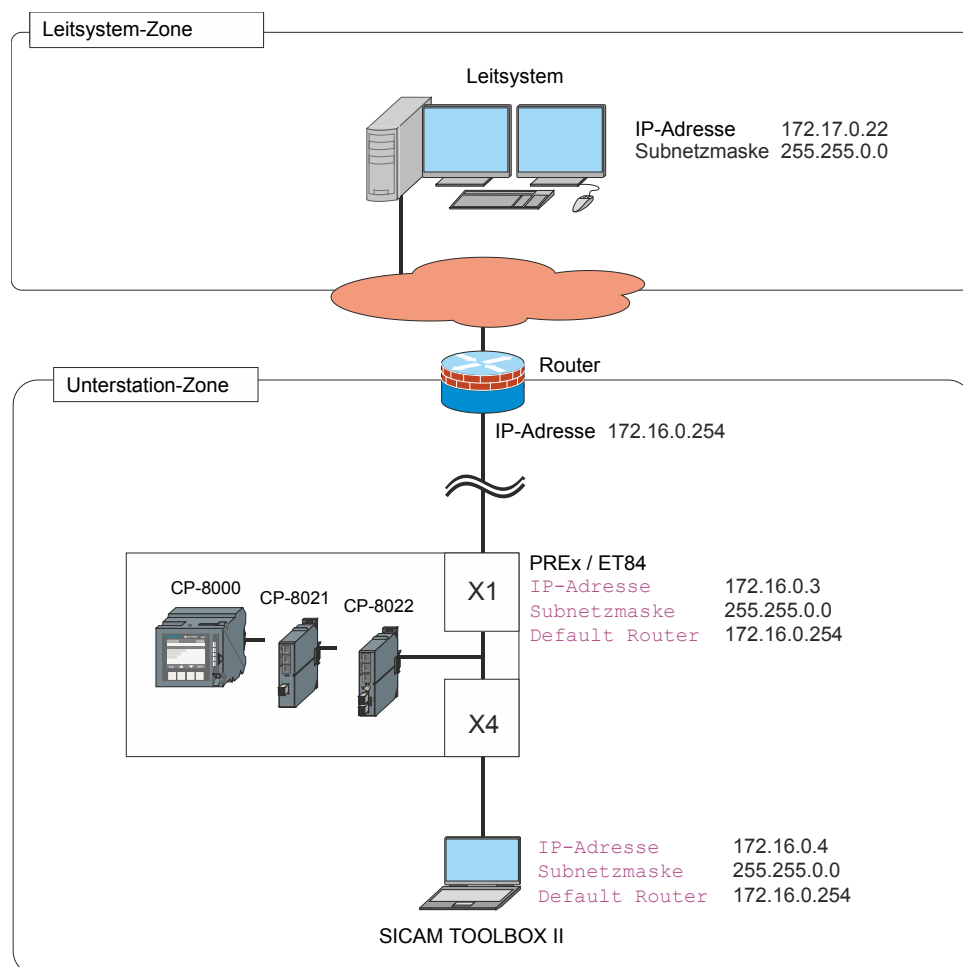 Leitsystem-Zone
Leitsystem
IP-Adresse 172.17.0.22
Subnetzmaske 255.255.0.0
Router
Unterstation-Zone
IP-Adresse 172.16.0.254
PREx / ET84
X1
IP-Adresse 172.16.0.3
Subnetzmaske 255.255.0.0
Default Router 172.16.0.254
CP-8000
CP-8021
CP-8022
X4
IP-Adresse 172.16.0.4
Subnetzmaske 255.255.0.0
Default Router 172.16.0.254
SICAM TOOLBOX II